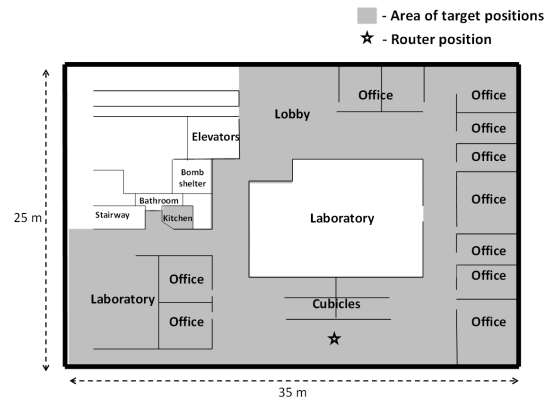 - Area of target positions
- Router position
Office
Office
Lobby
Elevators
Office
Office
Bomb
shelter
Bathroom
Office
Stairway
Kitchen
Laboratory
25 m
Office
Office
Office
Laboratory
Cubicles
Office
Office
35 m